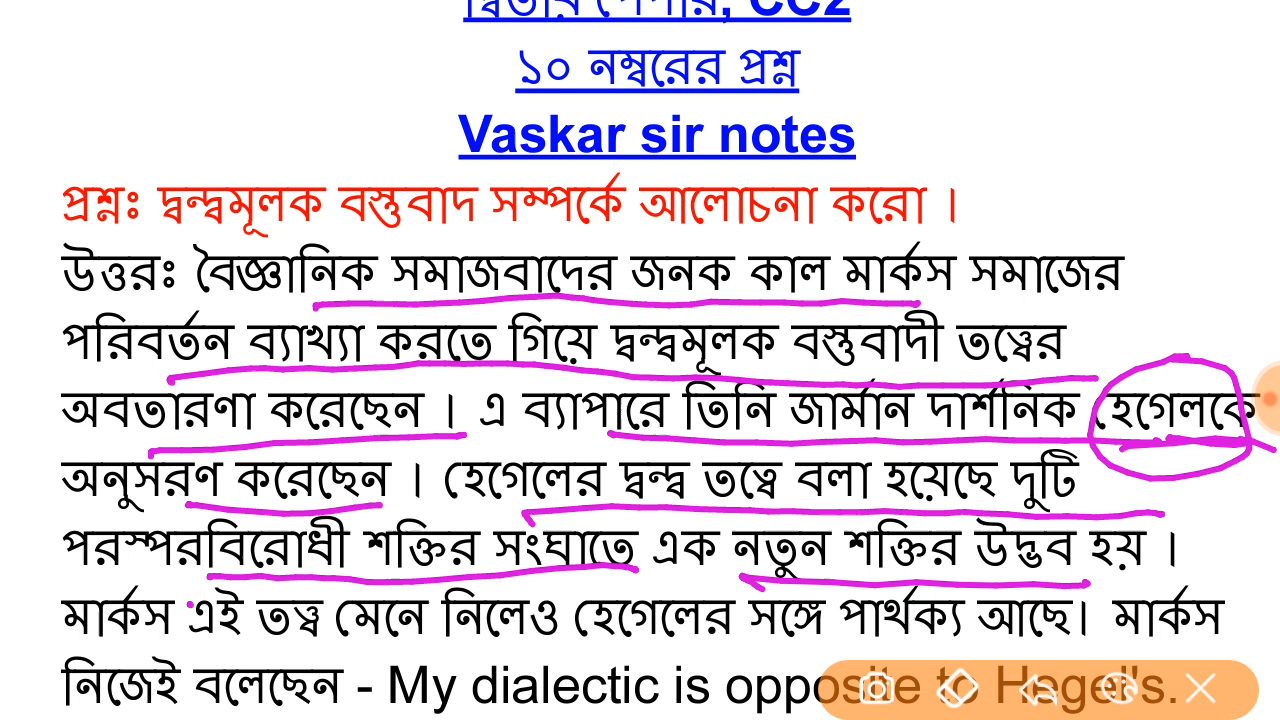 দ্বিতীয় পেপার, CC2
১০ নম্বরের প্রশ্ন
Vaskar sir notes
প্রশ্নঃ দ্বন্দ্বমূলক বস্তুবাদ সম্পর্কে আলোচনা করো ।
উত্তরঃ বৈজ্ঞানিক সমাজবাদের জনক কাল মার্কস সমাজের
পরিবর্তন ব্যাখ্যা করতে গিয়ে দ্বন্দ্বমূলক বস্তুবাদী তত্ত্বের
অবতারণা করেছেন । এ ব্যাপারে তিনি জার্মান দার্শনিক হেগেলকে
অনুসরণ করেছেন । হেগেলের দ্বন্দ্ব তত্ত্বে বলা হয়েছে দুটি
পরস্পরবিরোধী শক্তির সংঘাতে এক নতুন শক্তির উদ্ভব হয় ।
মার্কস এই তত্ত্ব মেনে নিলেও হেগেলের সঙ্গে পার্থক্য আছে। মার্কস
নিজেই বলেছেন - My dialectic is opposite to Hegel's.